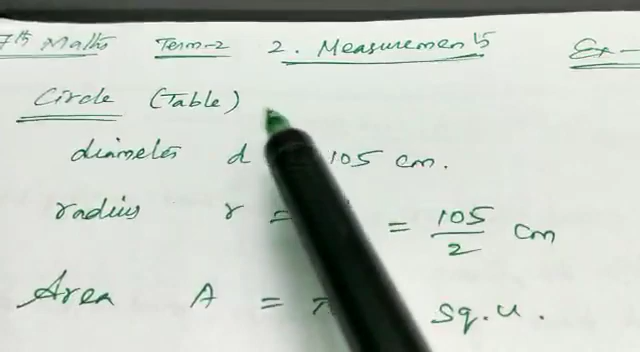 7th Maths Term-2 2. Measurements Ex-
Circle (Table)
diameter d 105 cm.
radius r = = 105/2 cm
Area A = π sq.u.